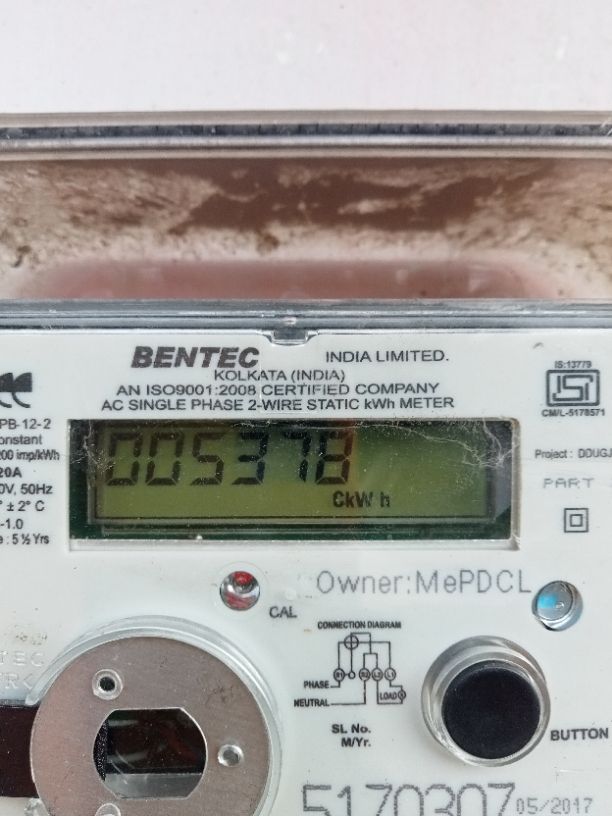 BENTEC INDIA LIMITED.
KOLKATA (INDIA)
AN ISO9001:2008 CERTIFIED COMPANY
AC SINGLE PHASE 2-WIRE STATIC kWh METER
PB-12-2
onstant
200 imp/kWh
20A
0V, 50Hz
° ± 2° C
-1.0
e : 5 ½ Yrs
IS:13779
ISI
CM/L-5178571
Project : DDUGJ
PART
005378
CkWh
Owner:MePDCL
CAL
CONNECTION DIAGRAM
PHASE
NEUTRAL
LOAD
SL No.
M/Yr.
BUTTON
5170307
05/2017